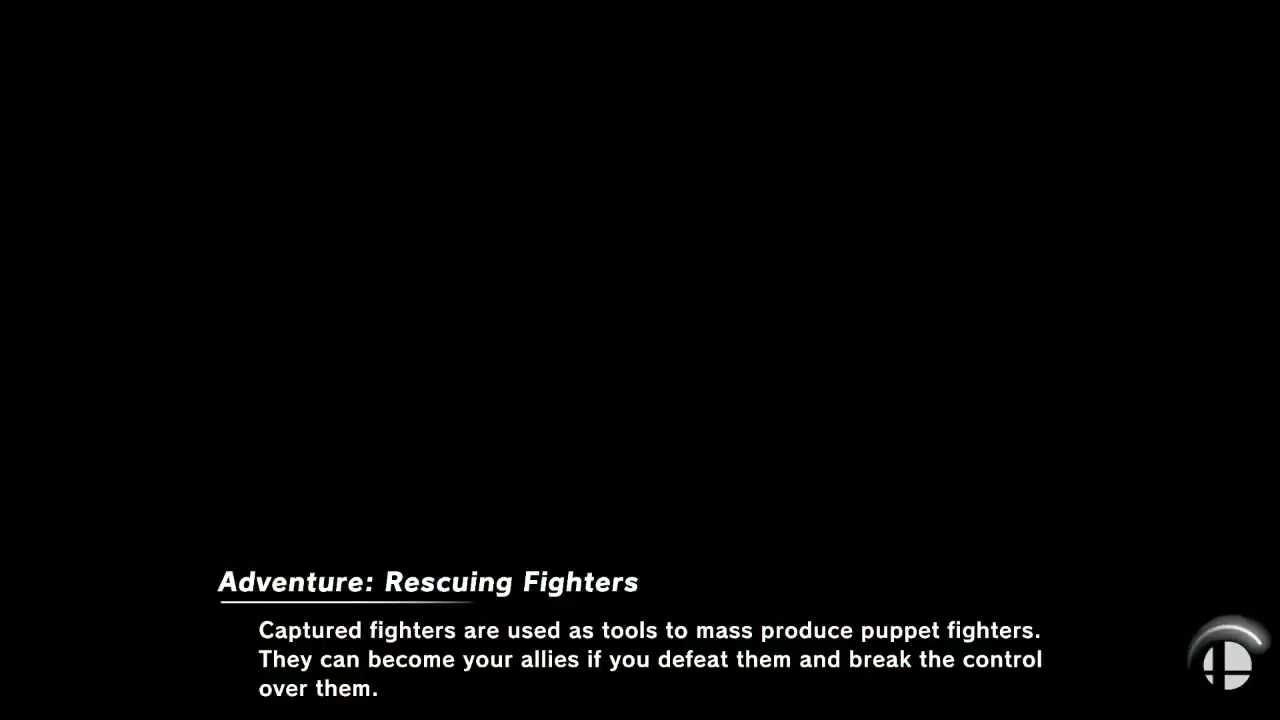 Adventure: Rescuing Fighters
Captured fighters are used as tools to mass produce puppet fighters.
They can become your allies if you defeat them and break the control
over them.